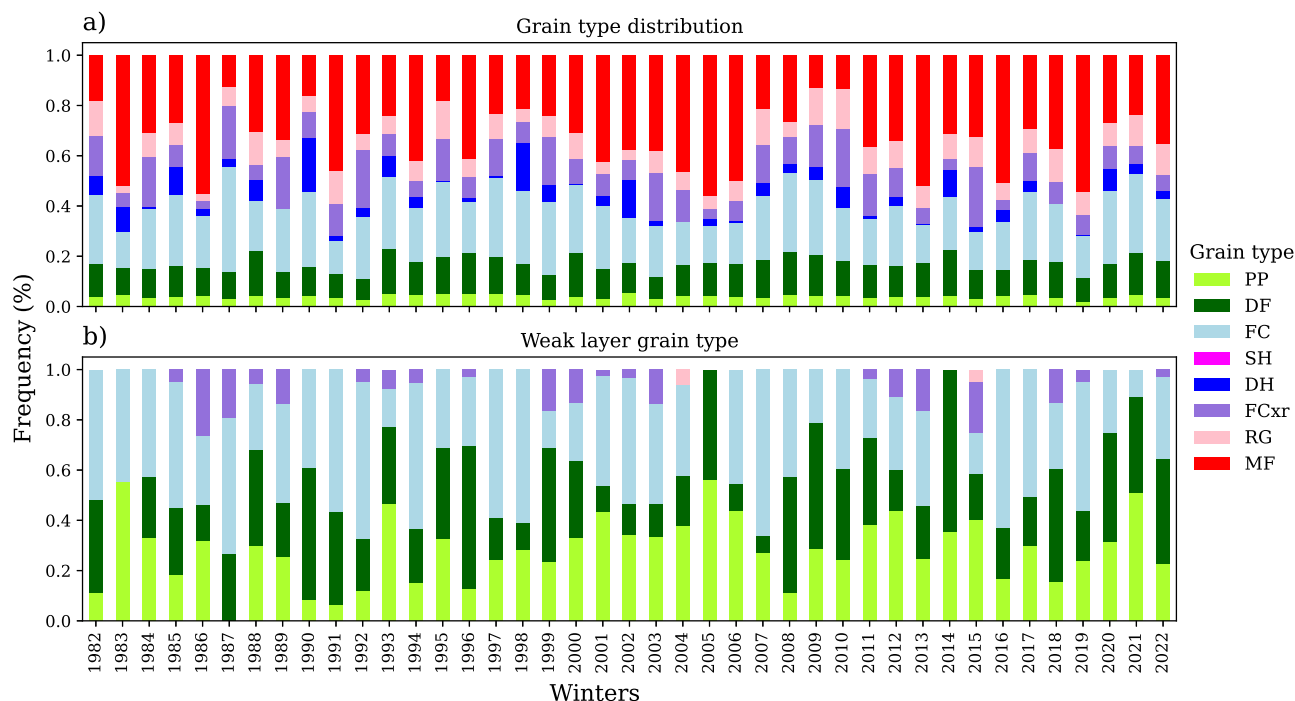 a)
Grain type distribution
1.0
0.8
0.6
0.4
0.2
0.0
b)
Weak layer grain type
1.0
0.8
0.6
0.4
0.2
0.0
Frequency (%)
1982 1983 1984 1985 1986 1987 1988 1989 1990 1991 1992 1993 1994 1995 1996 1997 1998 1999 2000 2001 2002 2003 2004 2005 2006 2007 2008 2009 2010 2011 2012 2013 2014 2015 2016 2017 2018 2019 2020 2021 2022
Winters
Grain type
PP
DF
FC
SH
DH
FCxr
RG
MF